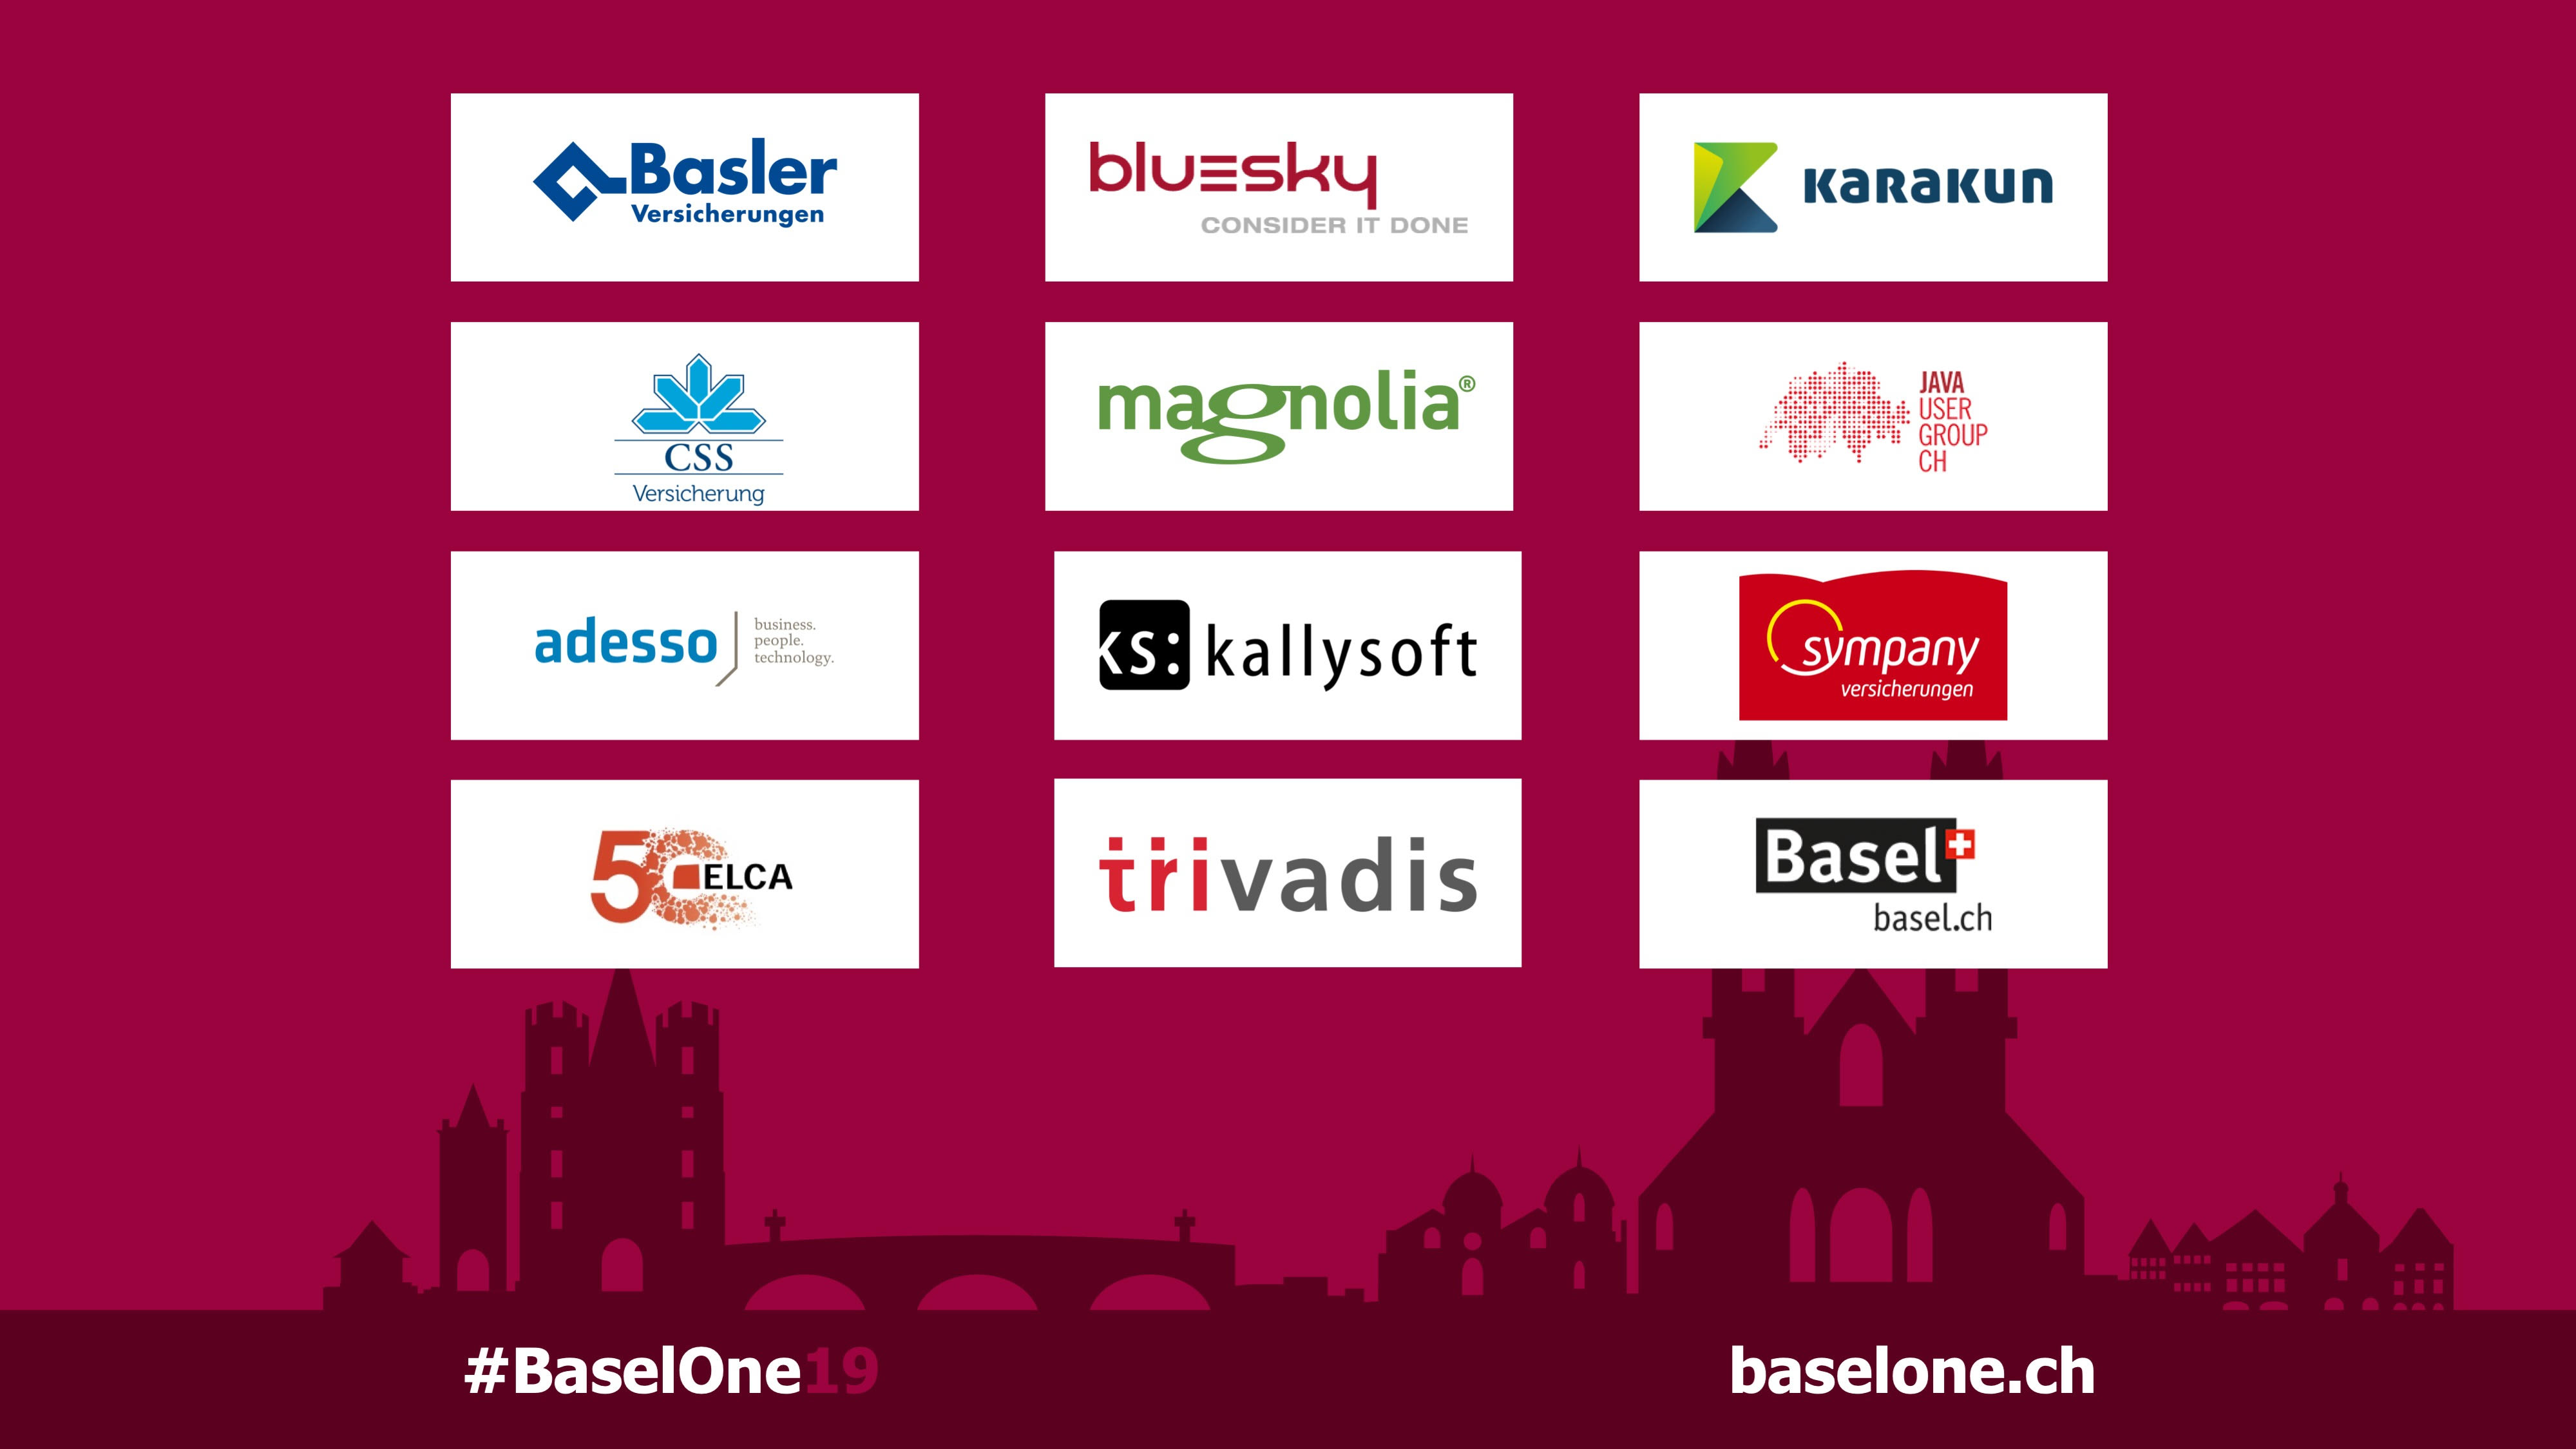 Basler
Versicherungen
bluesky
CONSIDER IT DONE
KARAKUN
CSS
Versicherung
magnolia®
JAVA
USER
GROUP
CH
adesso
business.
people.
technology.
KS: kallysoft
sympany
versicherungen
50 ELCA
trivadis
Basel
basel.ch
#BaselOne19
baselone.ch